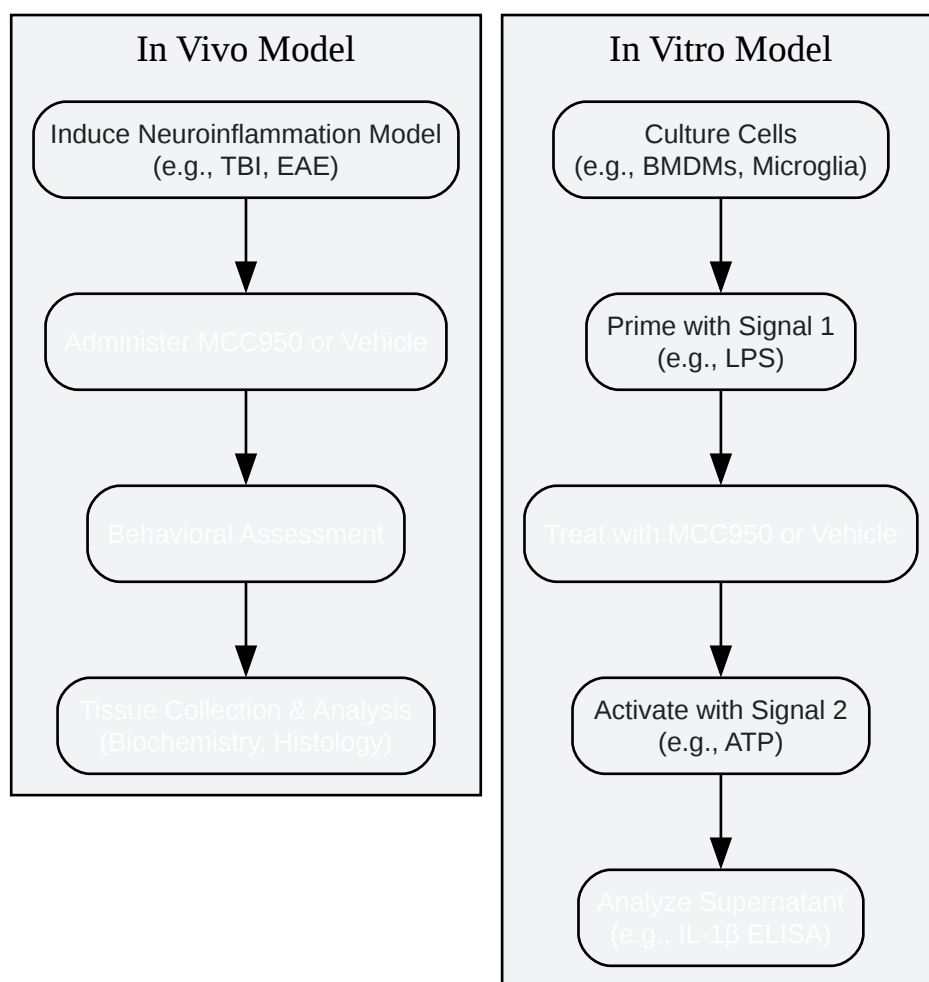 In Vivo Model
Induce Neuroinflammation Model
(e.g., TBI, EAE)
Administer MCC950 or Vehicle
Behavioral Assessment
Tissue Collection & Analysis
(Biochemistry, Histology)
In Vitro Model
Culture Cells
(e.g., BMDMs, Microglia)
Prime with Signal 1
(e.g., LPS)
Treat with MCC950 or Vehicle
Activate with Signal 2
(e.g., ATP)
Analyze Supernatant
(e.g., IL-1β ELISA)